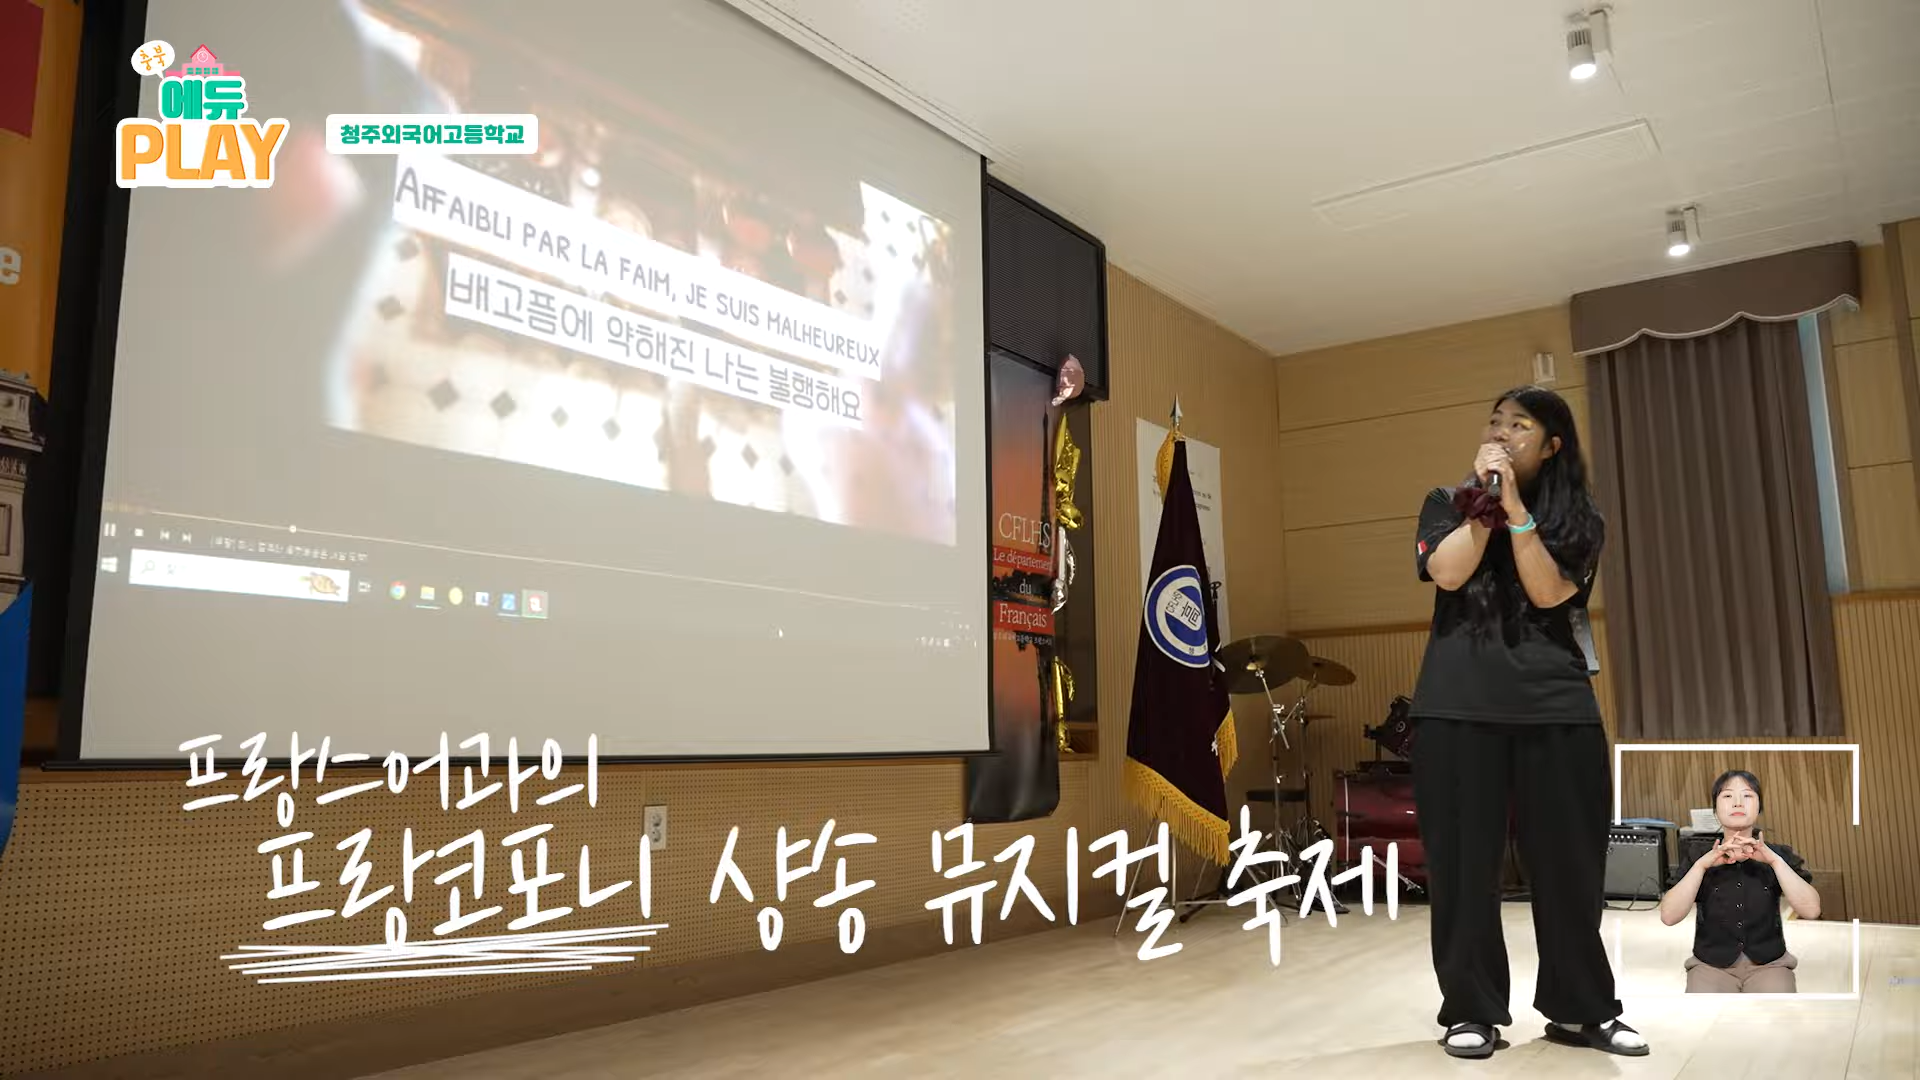 충북
에듀
PLAY
청주외국어고등학교
AFFAIBLI PAR LA FAIM, JE SUIS MALHEUREUX
배고픔에 약해진 나는 불행해요
CFLHS
Le département
du
Français
프랑스어과의
프랑코포니 샹송 뮤지컬 축제